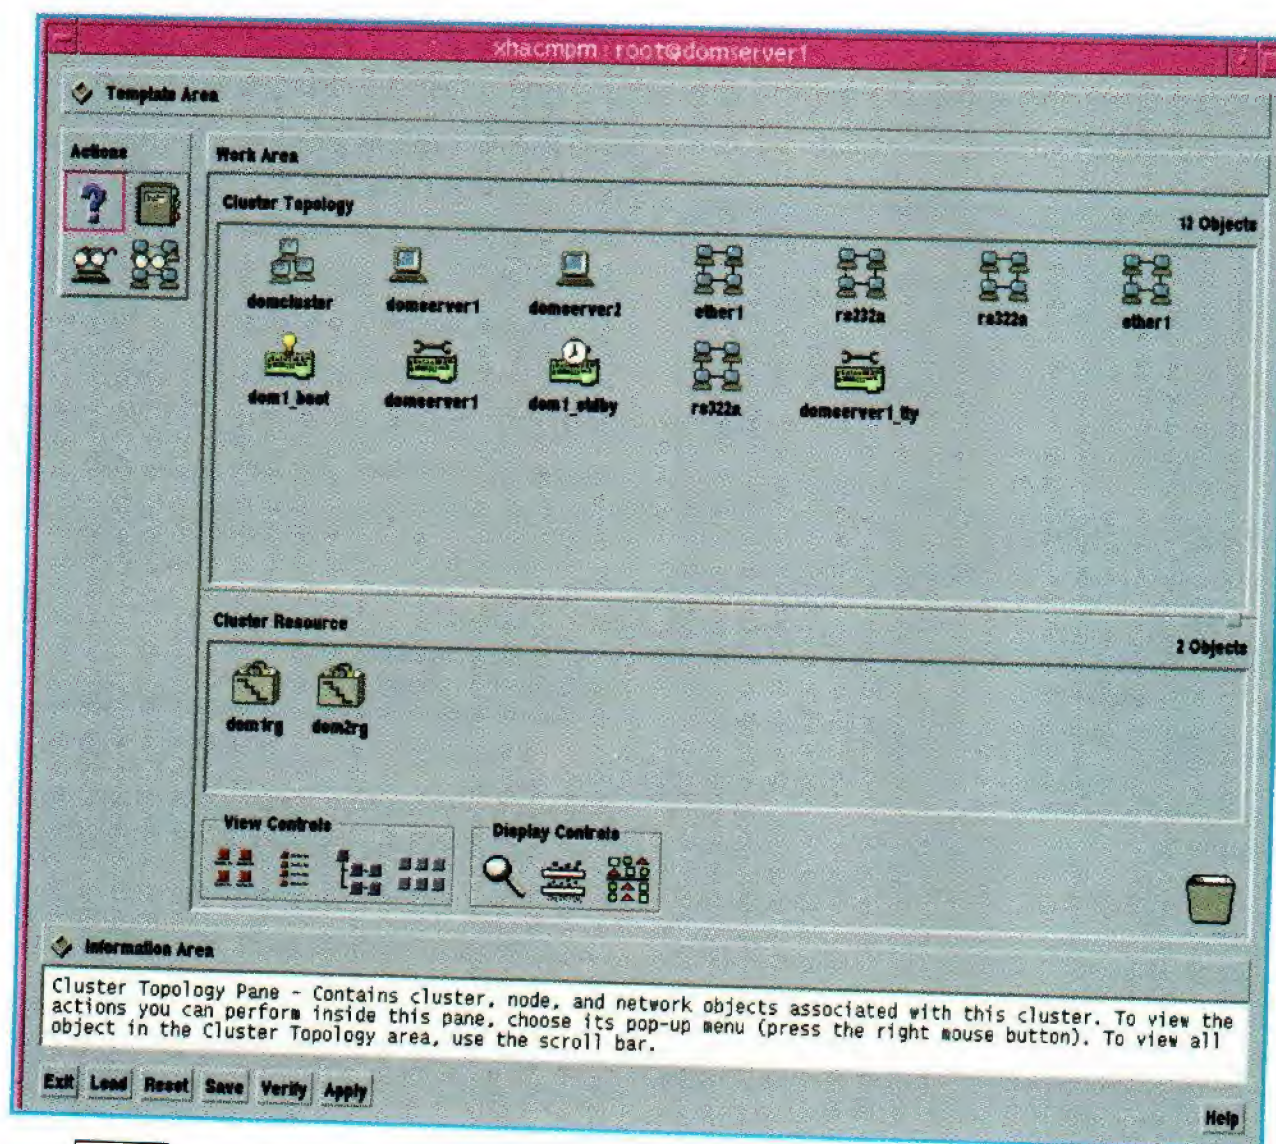 xhacmpm : root@domserver1
Template Area
Actions
Work Area
Cluster Topology
12 Objects
domcluster domserver1 domserver2 ether1 rs232a rs322a ether1
dom1_boot domserver1 dom1_stdby rs322a domserver1_tty
Cluster Resource
2 Objects
dom1rg dom2rg
View Controls
Display Controls
Information Area
Cluster Topology Pane - Contains cluster, node, and network objects associated with this cluster. To view the
actions you can perform inside this pane, choose its pop-up menu (press the right mouse button). To view all
object in the Cluster Topology area, use the scroll bar.
Exit Load Reset Save Verify Apply
Help